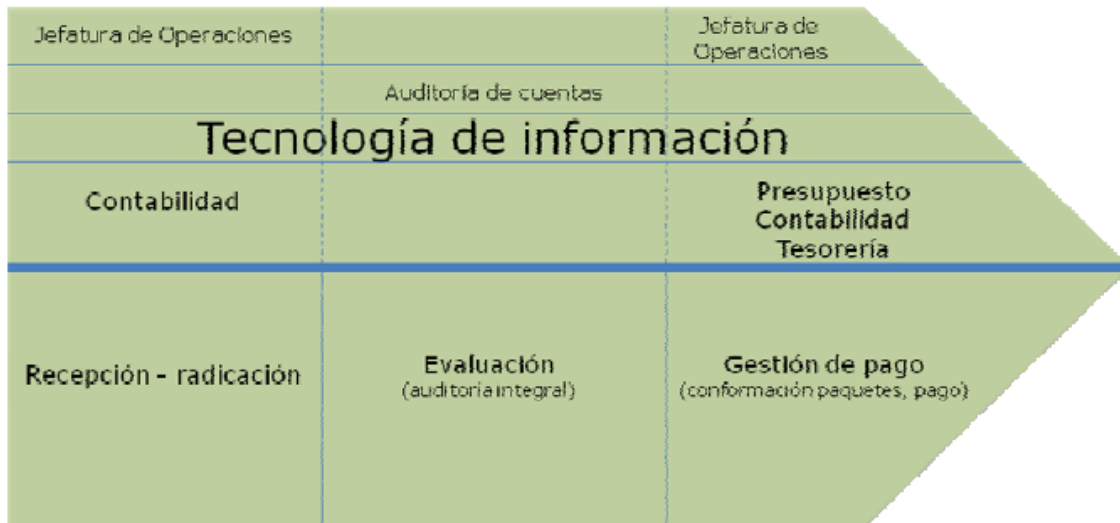 Jefatura de Operaciones
Jefatura de
Operaciones
Auditoría de cuentas
Tecnología de información
Contabilidad
Presupuesto
Contabilidad
Tesorería
Recepción - radicación
Evaluación
(auditoría integral)
Gestión de pago
(conformación paquetes, pago)